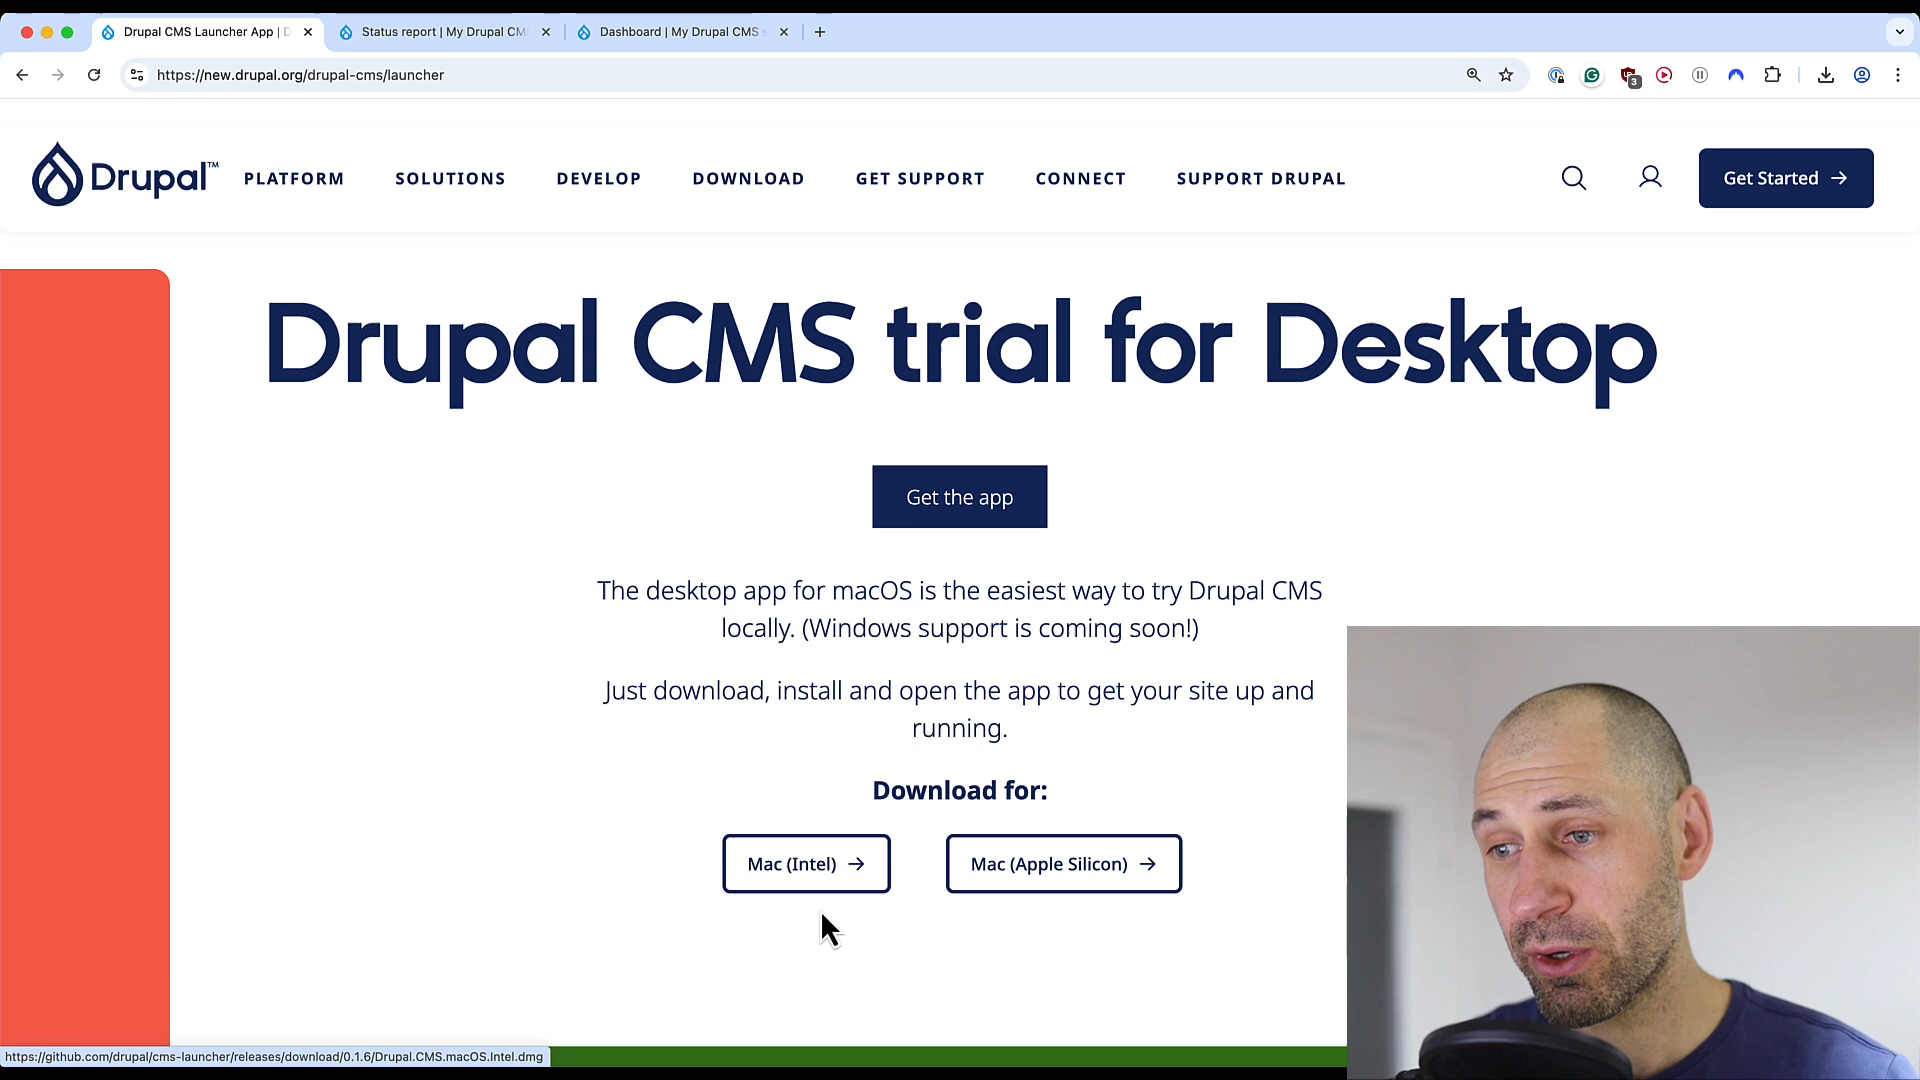 Drupal CMS Launcher App | D
Status report | My Drupal CM
Dashboard | My Drupal CMS s
https://new.drupal.org/drupal-cms/launcher
3
Drupal™
PLATFORM
SOLUTIONS
DEVELOP
DOWNLOAD
GET SUPPORT
CONNECT
SUPPORT DRUPAL
Get Started
Drupal CMS trial for Desktop
Get the app
The desktop app for macOS is the easiest way to try Drupal CMS
locally. (Windows support is coming soon!)
Just download, install and open the app to get your site up and
running.
Download for:
Mac (Intel)
Mac (Apple Silicon)
https://github.com/drupal/cms-launcher/releases/download/0.1.6/Drupal.CMS.macOS.Intel.dmg